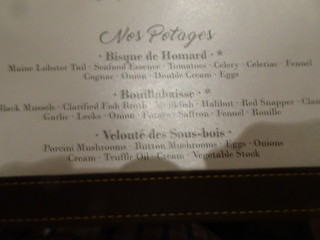 Nos Potages
· Bisque de Homard · *
Maine Lobster Tail · Seafood Essence · Tomatoes · Celery · Celeriac · Fennel
Cognac · Onion · Double Cream · Eggs
· Bouillabaisse · *
Black Mussels · Clarified Fish Broth · Monkfish · Halibut · Red Snapper ·
Garlic · Leeks · Onion · Potato · Saffron · Fennel · Rouille
· Velouté des Sous-bois ·
Porcini Mushrooms · Button Mushrooms · Eggs · Onions
Cream · Truffle Oil · Cream · Vegetable Stock